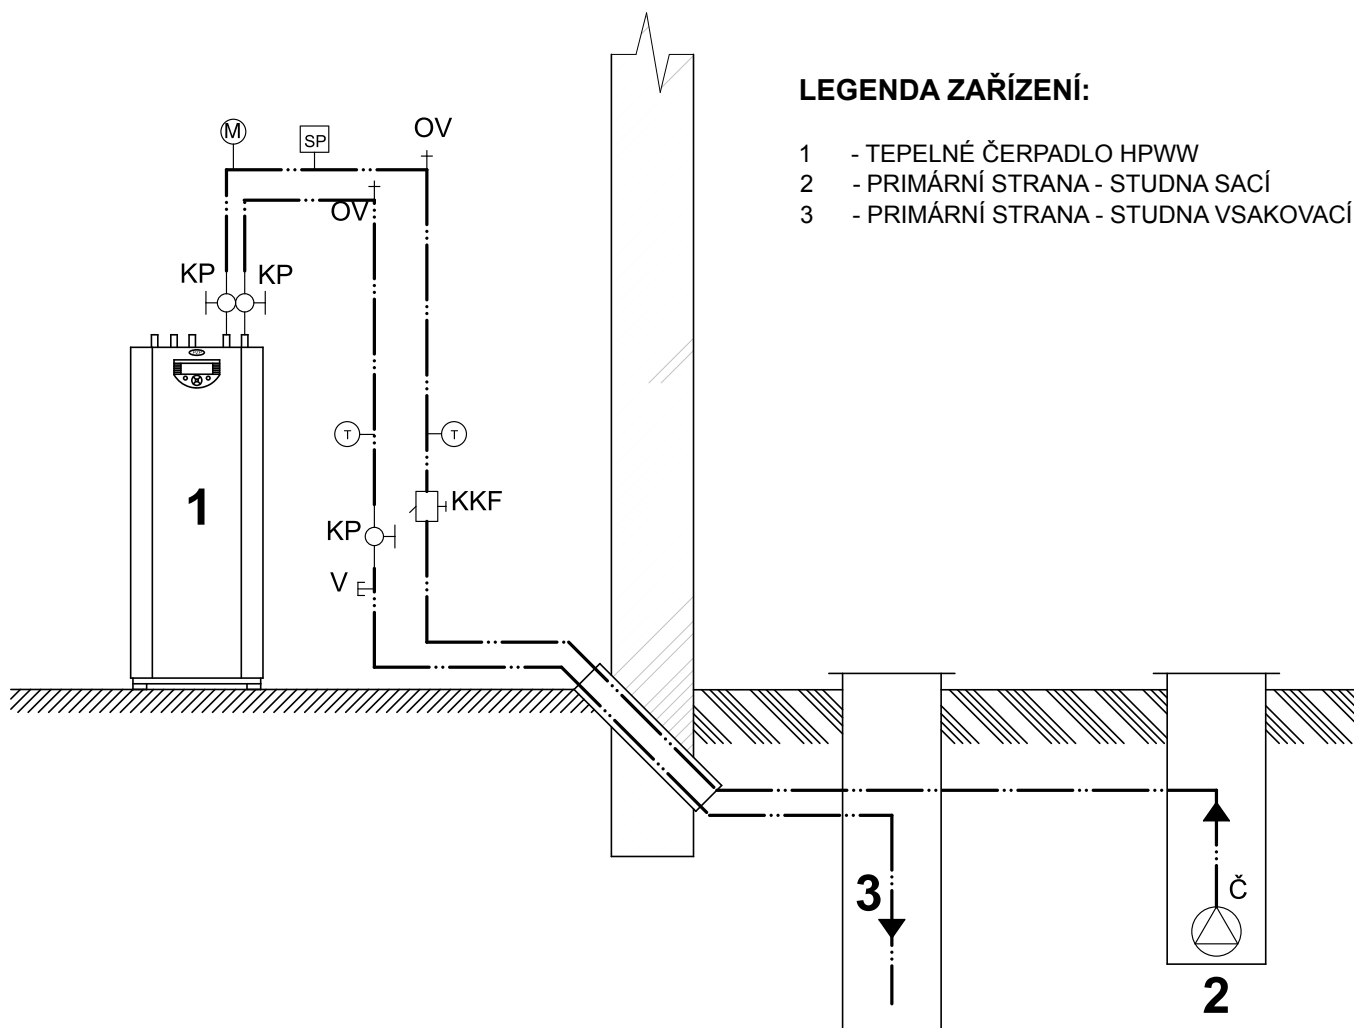 LEGENDA ZAŘÍZENÍ:
1 - TEPELNÉ ČERPADLO HPWW
2 - PRIMÁRNÍ STRANA - STUDNA SACÍ
3 - PRIMÁRNÍ STRANA - STUDNA VSAKOVACÍ
M
SP
OV
OV
KP
KP
T
T
1
KKF
KP
V
3
Č
2